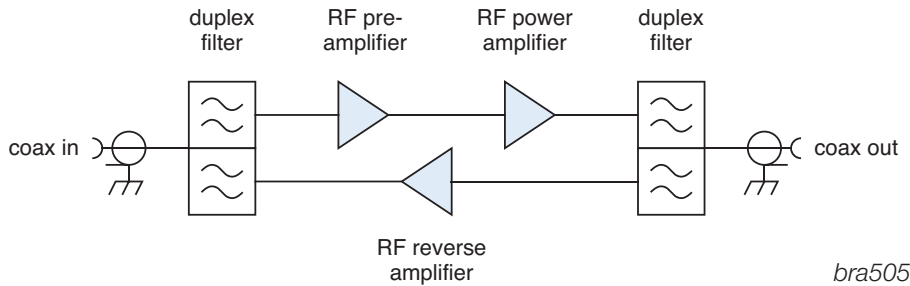 duplex
filter
RF pre-
amplifier
RF power
amplifier
duplex
filter
coax in
coax out
RF reverse
amplifier
bra505